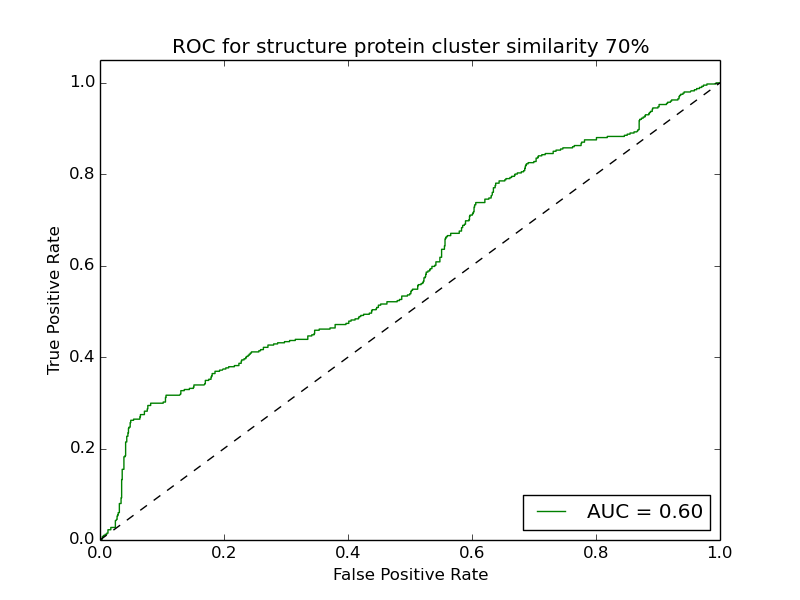 ROC for structure protein cluster similarity 70%
1.0
0.8
0.6
0.4
0.2
0.0
True Positive Rate
0.0 0.2 0.4 0.6 0.8 1.0
False Positive Rate
AUC = 0.60